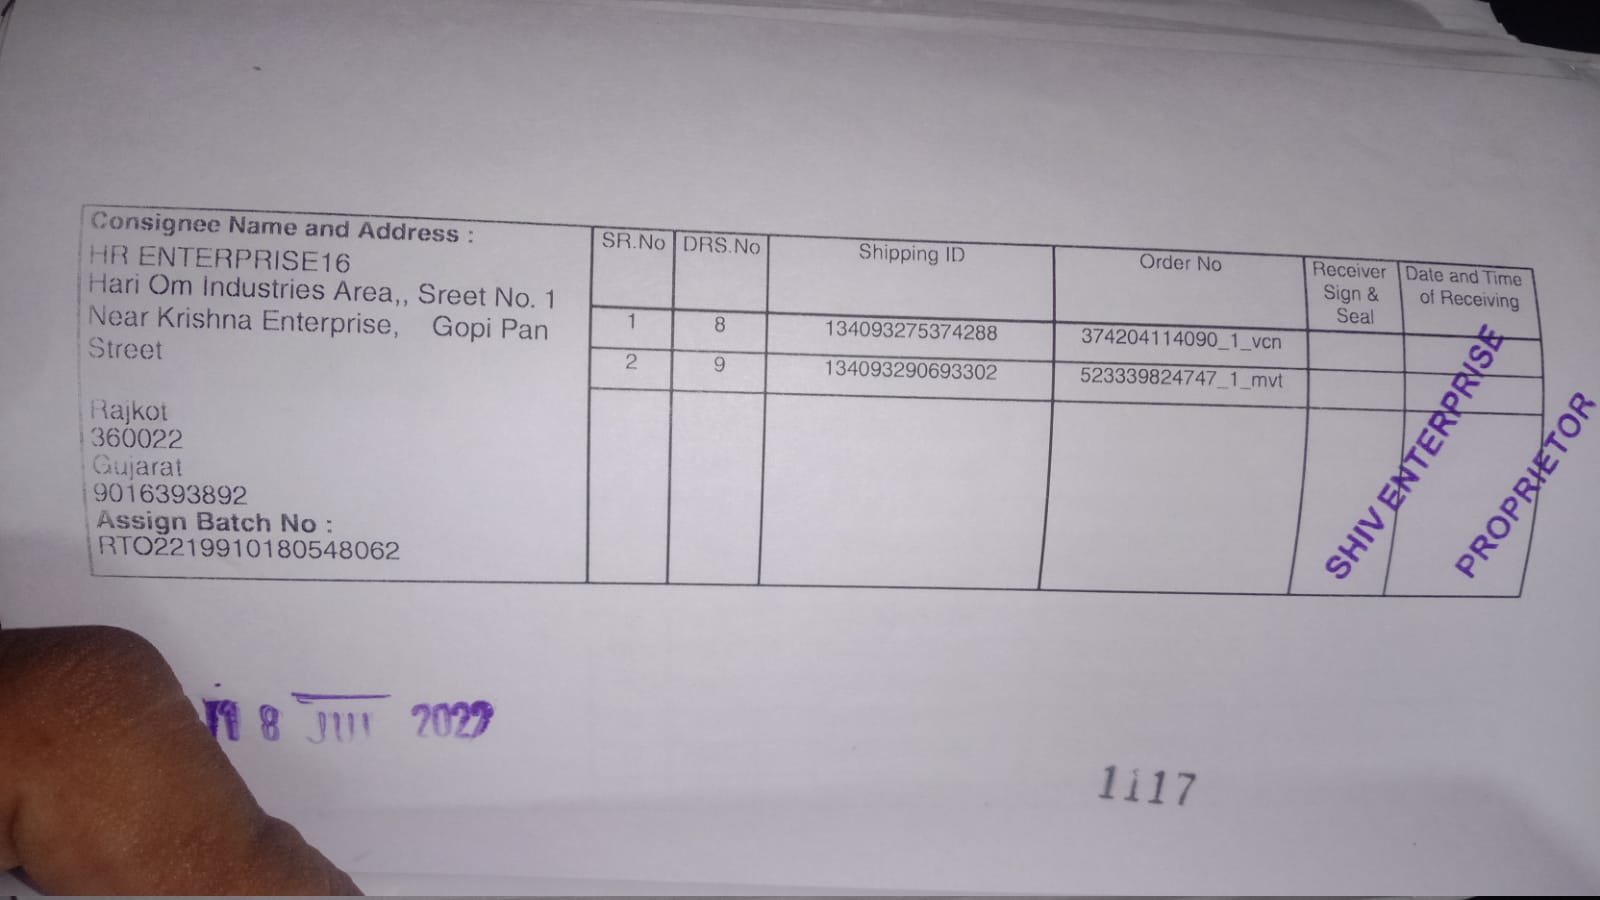 Consignee Name and Address :
HR ENTERPRISE16
Hari Om Industries Area,, Sreet No. 1
Near Krishna Enterprise, Gopi Pan
Street
Rajkot
360022
Gujarat
9016393892
Assign Batch No :
RTO2219910180548062
SR.No DRS.No Shipping ID Order No Receiver Sign & Seal Date and Time of Receiving
1 8 134093275374288 374204114090_1_vcn
2 9 134093290693302 523339824747_1_mvt
SHIV ENTERPRISE
PROPRIETOR
8 2022
1117